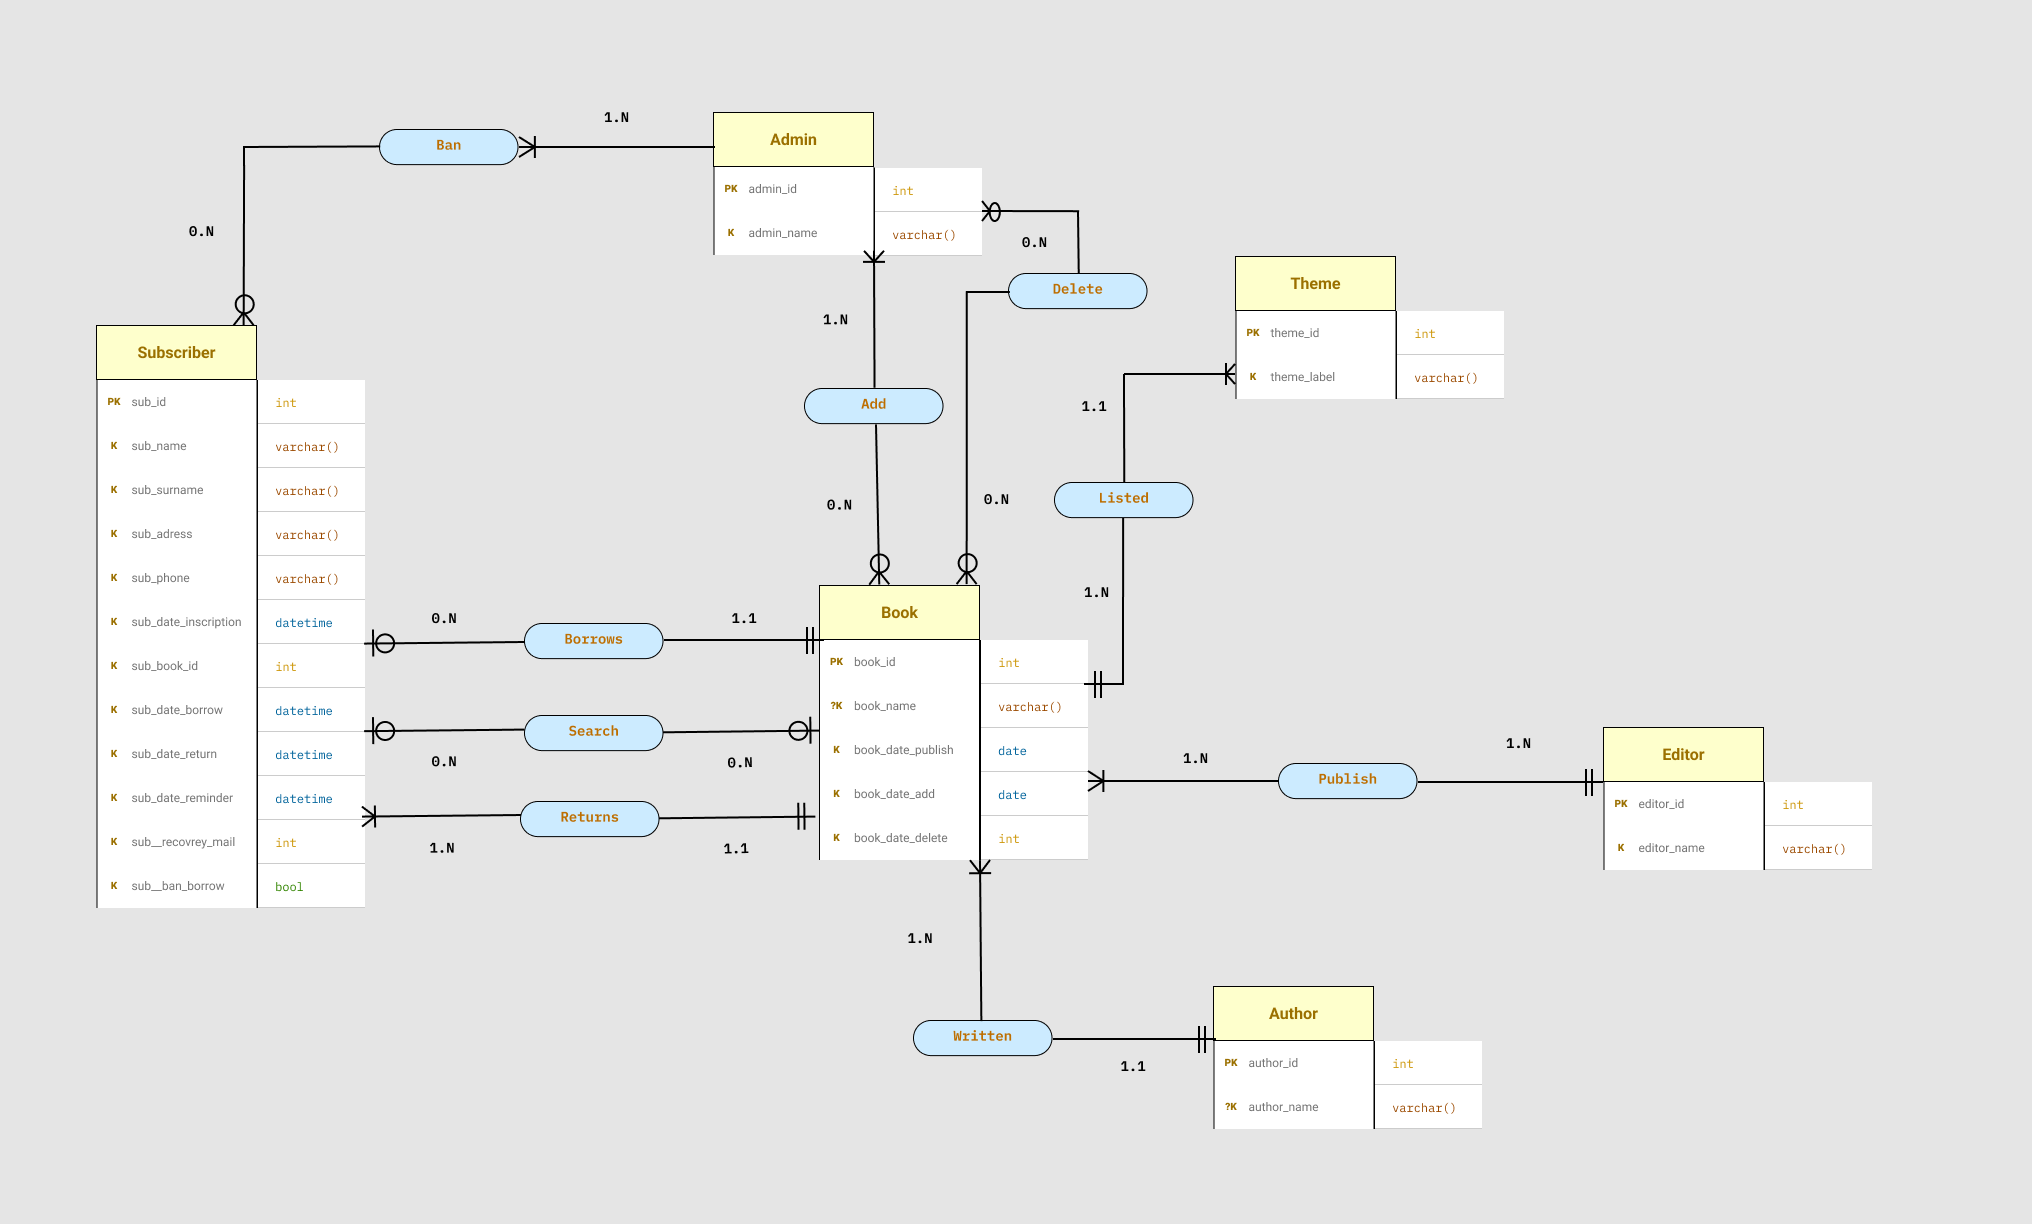 1.N
Ban
Admin
PK admin_id int
K admin_name varchar()
0.N
0.N
Delete
1.N
Theme
PK theme_id int
K theme_label varchar()
Subscriber
PK sub_id int
K sub_name varchar()
K sub_surname varchar()
K sub_adress varchar()
K sub_phone varchar()
K sub_date_inscription datetime
K sub_book_id int
K sub_date_borrow datetime
K sub_date_return datetime
K sub_date_reminder datetime
K sub__recovrey_mail int
K sub__ban_borrow bool
Add
1.1
0.N
0.N
Listed
1.N
0.N
Borrows
1.1
Book
PK book_id int
?K book_name varchar()
K book_date_publish date
K book_date_add date
K book_date_delete int
Search
0.N
0.N
Returns
1.N
1.1
1.N
Publish
1.N
Editor
PK editor_id int
K editor_name varchar()
1.N
Written
1.1
Author
PK author_id int
?K author_name varchar()